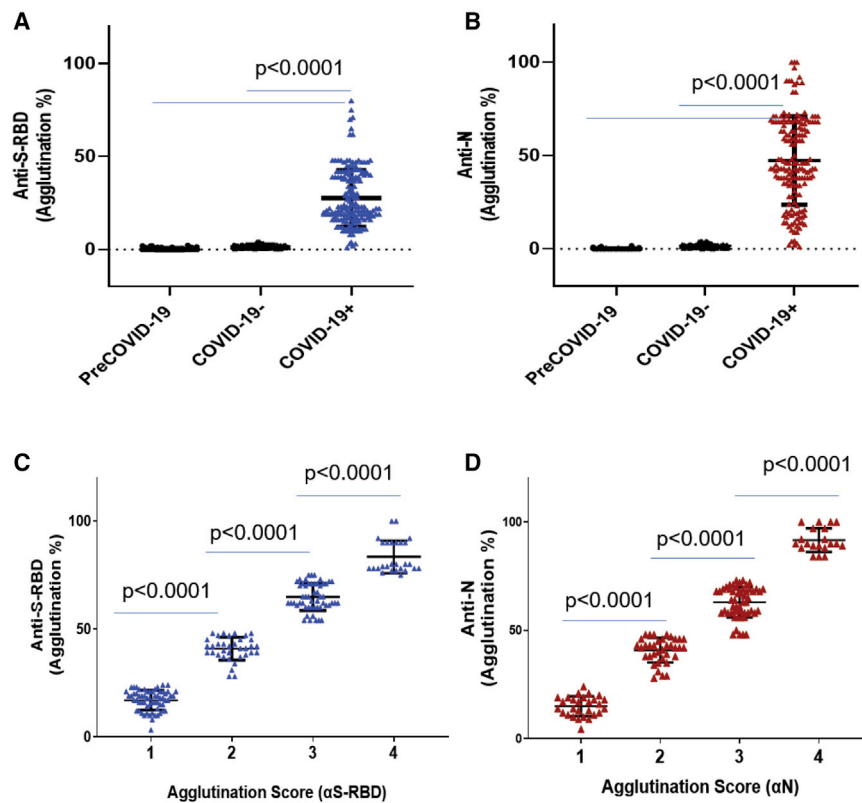 A
Anti-S-RBD
(Agglutination %)
100
50
0
p<0.0001
PreCOVID-19
COVID-19-
COVID-19+
B
Anti-N
(Agglutination %)
100
50
0
p<0.0001
PreCOVID-19
COVID-19-
COVID-19+
C
Anti-S-RBD
(Agglutination %)
100
50
0
p<0.0001
p<0.0001
p<0.0001
1 2 3 4
Agglutination Score (αS-RBD)
D
Anti-N
(Agglutination %)
100
50
0
p<0.0001
p<0.0001
p<0.0001
1 2 3 4
Agglutination Score (αN)